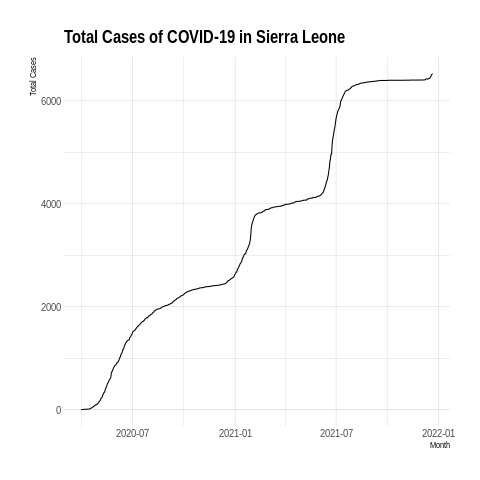 Total Cases of COVID-19 in Sierra Leone
Total Cases
6000
4000
2000
0
2020-07 2021-01 2021-07 2022-01
Month